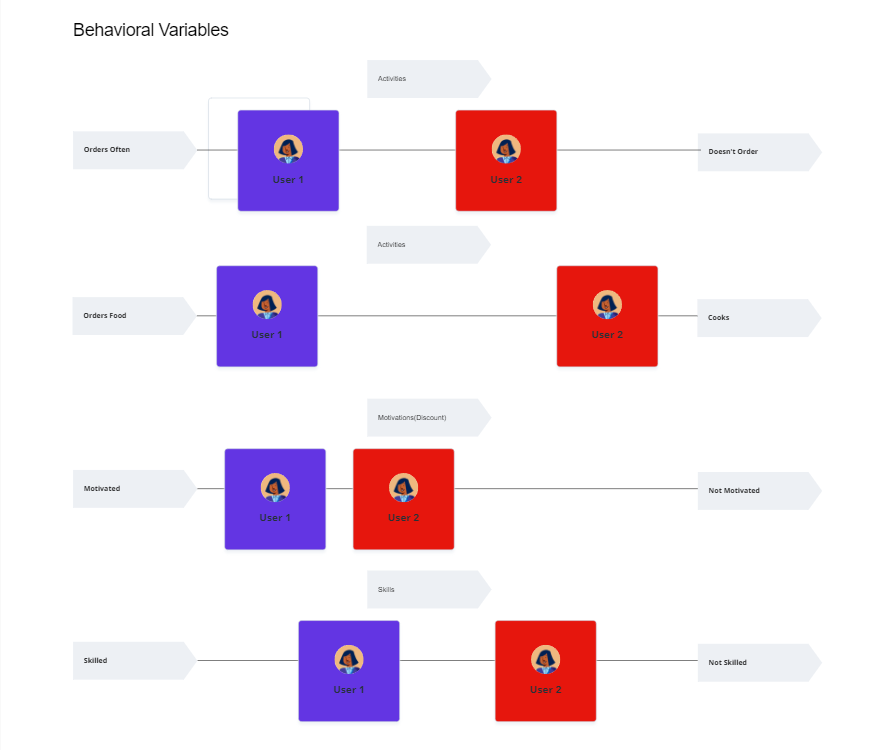 Behavioral Variables
Activities
Orders Often
User 1
User 2
Doesn't Order
Activities
Orders Food
User 1
User 2
Cooks
Motivations(Discount)
Motivated
User 1
User 2
Not Motivated
Skills
Skilled
User 1
User 2
Not Skilled